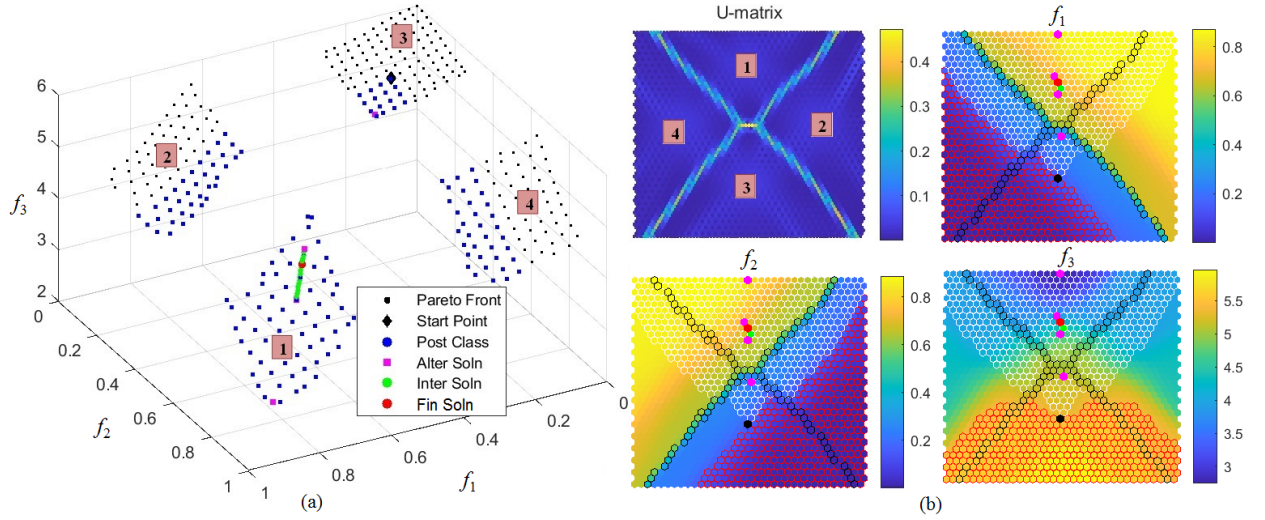 6
5
4
3
2
f3
0
0.2
0.4
0.6
0.8
1
f2
1
0.8
0.6
0.4
0.2
0
f1
1
2
3
4
Pareto Front
Start Point
Post Class
Alter Soln
Inter Soln
Fin Soln
(a)
U-matrix
1
2
3
4
0.4
0.3
0.2
0.1
f1
0.8
0.6
0.4
0.2
f2
0.8
0.6
0.4
0.2
f3
5.5
5
4.5
4
3.5
3
(b)